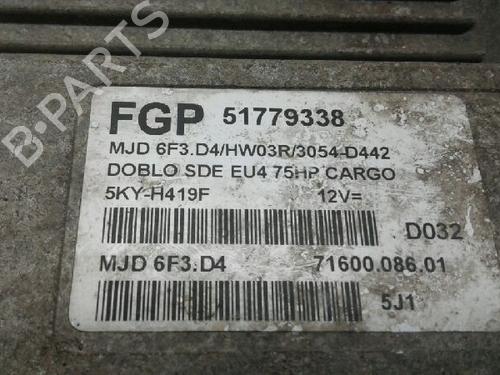 FGP 51779338
MJD 6F3.D4/HW03R/3054-D442
DOBLO SDE EU4 75HP CARGO
5KY-H419F 12V=
D032
MJD 6F3.D4 71600.086.01
5J1
B-PARTS